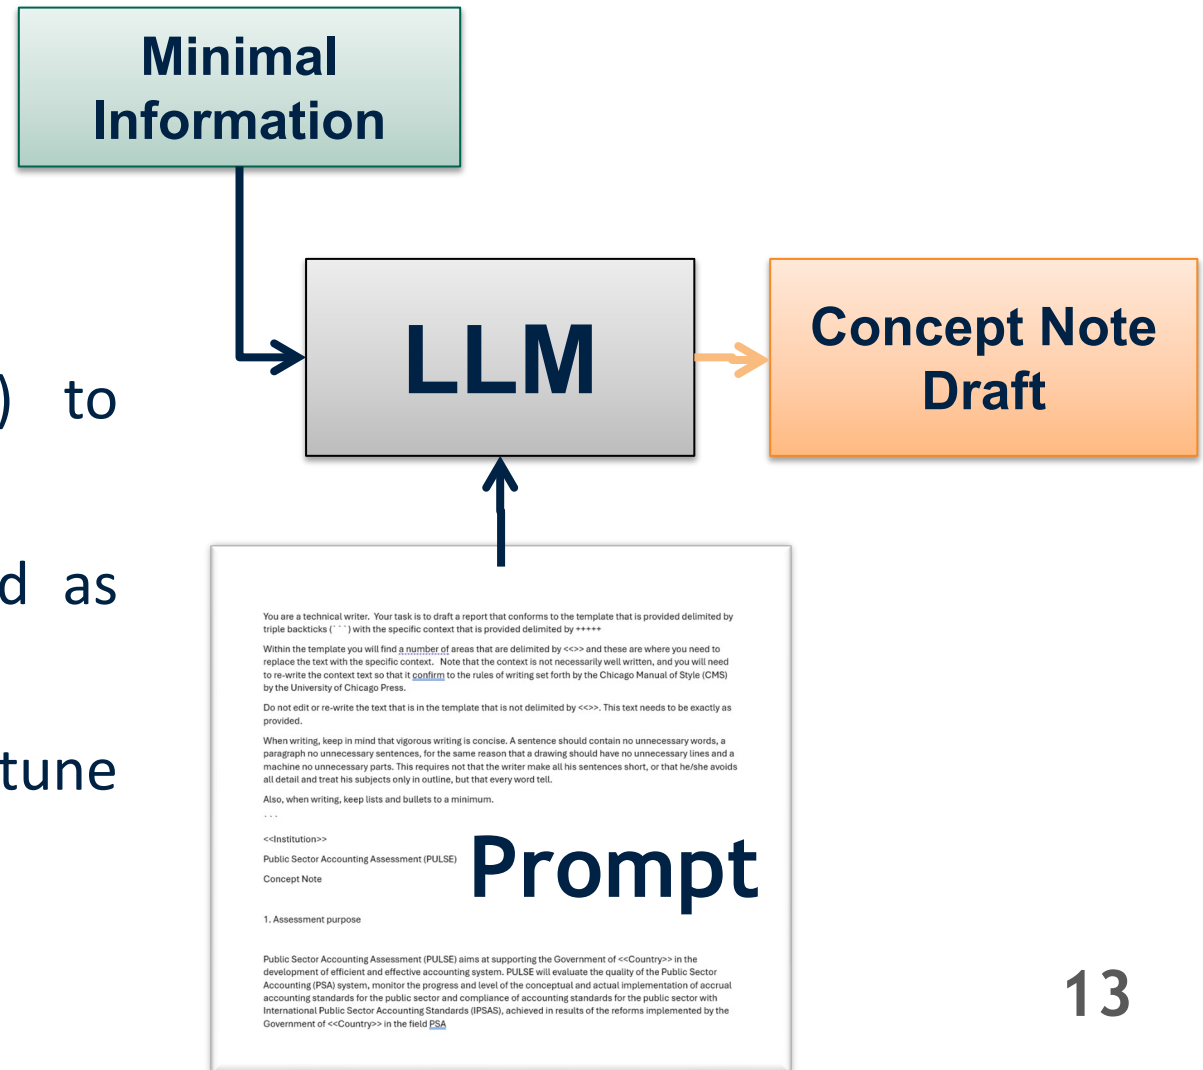 Minimal
Information
LLM
Concept Note
Draft
) to
d as
tune
You are a technical writer. Your task is to draft a report that conforms to the template that is provided delimited by
triple backticks (```) with the specific context that is provided delimited by +++++
Within the template you will find a number of areas that are delimited by <<>> and these are where you need to
replace the text with the specific context. Note that the context is not necessarily well written, and you will need
to re-write the context text so that it confirm to the rules of writing set forth by the Chicago Manual of Style (CMS)
by the University of Chicago Press.
Do not edit or re-write the text that is in the template that is not delimited by <<>>. This text needs to be exactly as
provided.
When writing, keep in mind that vigorous writing is concise. A sentence should contain no unnecessary words, a
paragraph no unnecessary sentences, for the same reason that a drawing should have no unnecessary lines and a
machine no unnecessary parts. This requires not that the writer make all his sentences short, or that he/she avoids
all detail and treat his subjects only in outline, but that every word tell.
Also, when writing, keep lists and bullets to a minimum.
```
<<Institution>>
Public Sector Accounting Assessment (PULSE)
Prompt
Concept Note
1. Assessment purpose
Public Sector Accounting Assessment (PULSE) aims at supporting the Government of <<Country>> in the
development of efficient and effective accounting system. PULSE will evaluate the quality of the Public Sector
Accounting (PSA) system, monitor the progress and level of the conceptual and actual implementation of accrual
accounting standards for the public sector and compliance of accounting standards for the public sector with
International Public Sector Accounting Standards (IPSAS), achieved in results of the reforms implemented by the
Government of <<Country>> in the field PSA
13